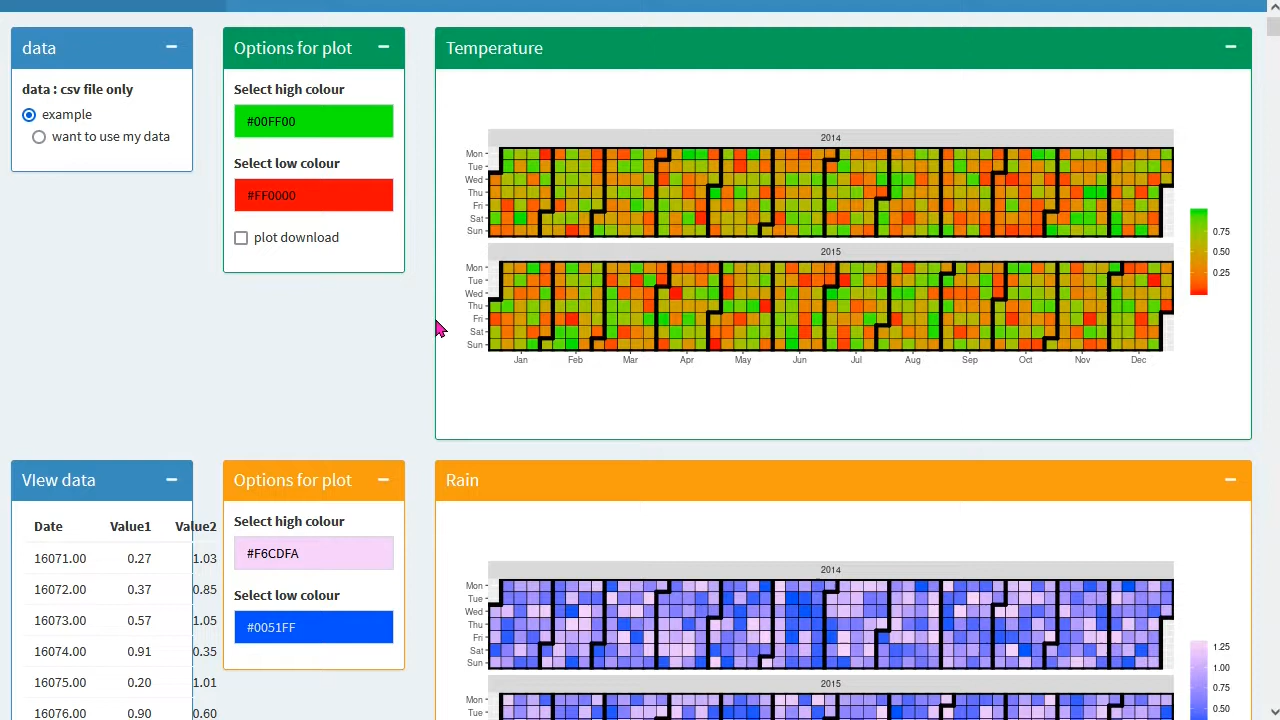 data
data : csv file only
example
want to use my data
Options for plot
Select high colour
#00FF00
Select low colour
#FF0000
plot download
Temperature
2014
Mon
Tue
Wed
Thu
Fri
Sat
Sun
2015
Mon
Tue
Wed
Thu
Fri
Sat
Sun
Jan Feb Mar Apr May Jun Jul Aug Sep Oct Nov Dec
0.75
0.50
0.25
VIew data
Date Value1 Value2
16071.00 0.27 1.03
16072.00 0.37 0.85
16073.00 0.57 1.05
16074.00 0.91 0.35
16075.00 0.20 1.01
16076.00 0.90 0.60
Options for plot
Select high colour
#F6CDFA
Select low colour
#0051FF
Rain
2014
Mon
Tue
Wed
Thu
Fri
Sat
Sun
2015
Mon
Tue
1.25
1.00
0.75
0.50